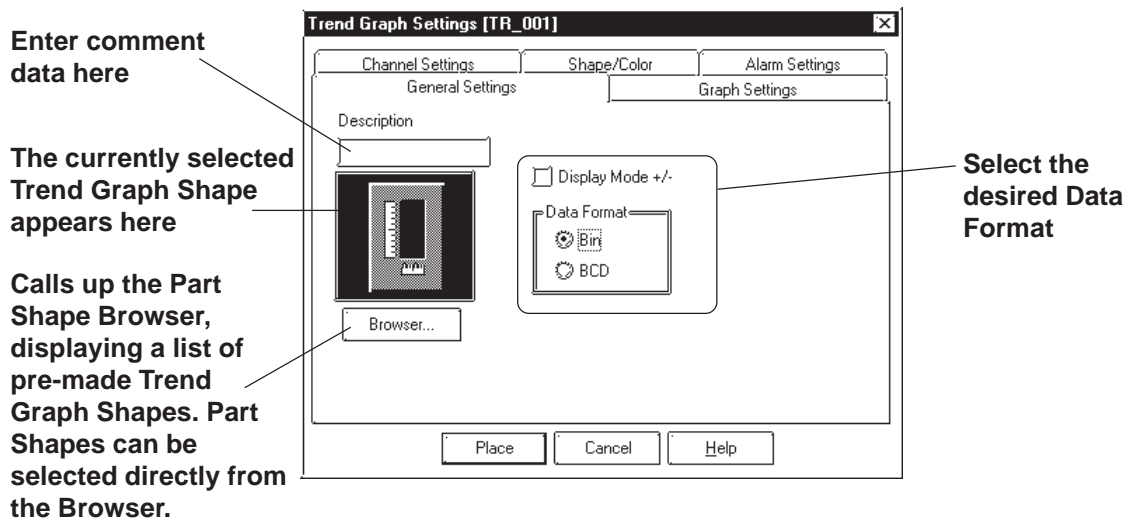 Enter comment
data here
The currently selected
Trend Graph Shape
appears here
Calls up the Part
Shape Browser,
displaying a list of
pre-made Trend
Graph Shapes. Part
Shapes can be
selected directly from
the Browser.
Trend Graph Settings [TR_001]
Channel Settings
Shape/Color
Alarm Settings
General Settings
Graph Settings
Description
Display Mode +/-
Data Format
Bin
BCD
Browser...
Place
Cancel
Help
Select the
desired Data
Format